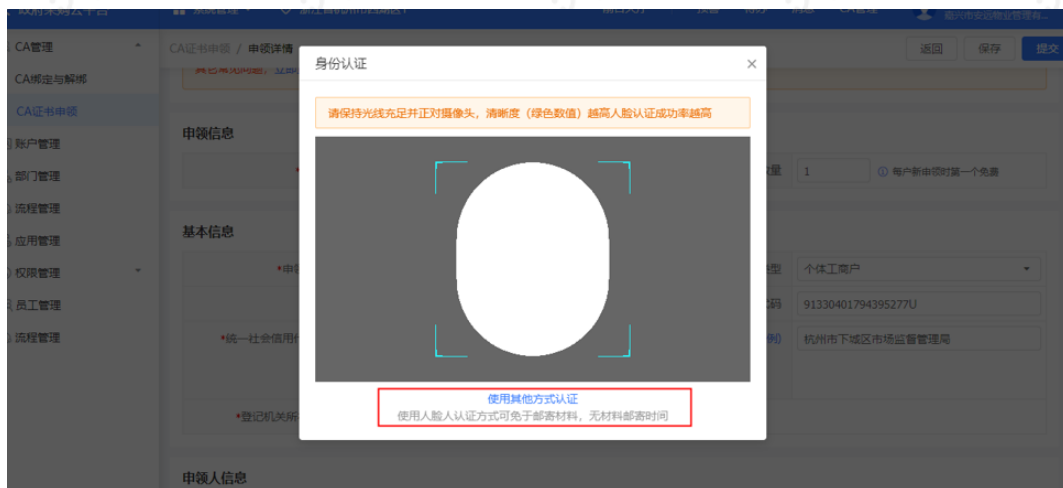 CA管理
CA证书申领 / 申领详情
返回
保存
提交
CA绑定与解绑
CA证书申领
账户管理
部门管理
流程管理
应用管理
权限管理
员工管理
流程管理
身份认证
请保持光线充足并正对摄像头，清晰度（绿色数值）越高人脸认证成功率越高
申领信息
1
每户新申领时第一个免费
基本信息
个体工商户
91330401794395277U
*统一社会信用
杭州市下城区市场监督管理局
使用其他方式认证
使用人脸人认证方式可免于邮寄材料，无材料邮寄时间
*登记机关所
申领人信息